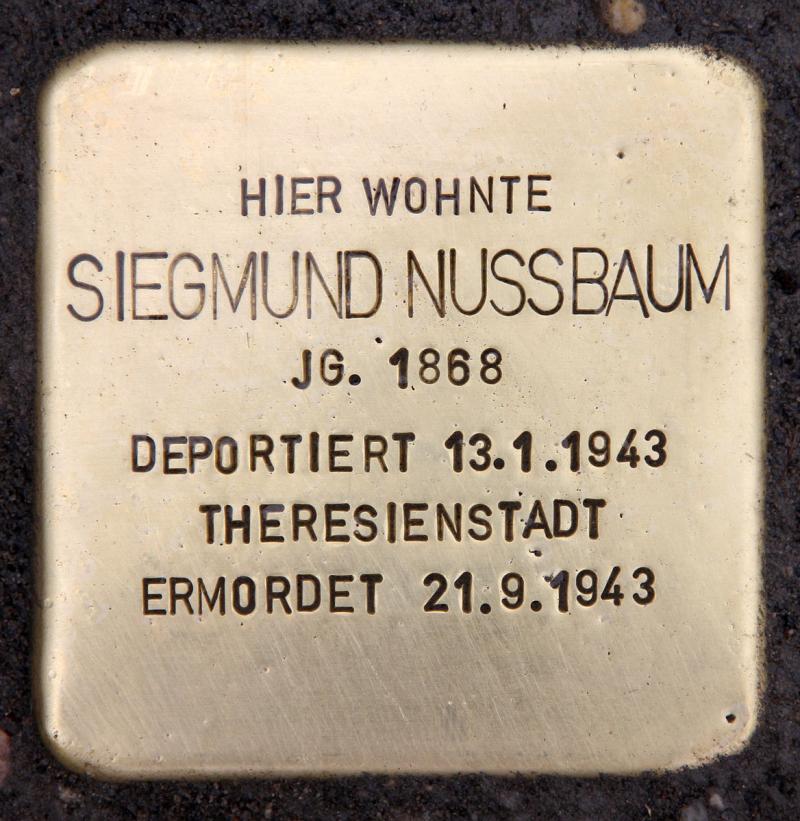 HIER WOHNTE
SIEGMUND NUSSBAUM
JG. 1868
DEPORTIERT 13.1.1943
THERESIENSTADT
ERMORDET 21.9.1943